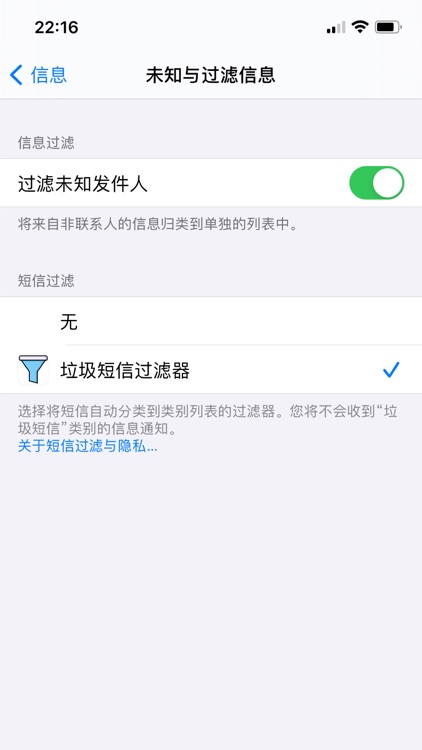 22:16
信息
未知与过滤信息
信息过滤
过滤未知发件人
将来自非联系人的信息归类到单独的列表中。
短信过滤
无
垃圾短信过滤器
选择将短信自动分类到类别列表的过滤器。您将不会收到“垃
圾短信”类别的信息通知。
关于短信过滤与隐私...